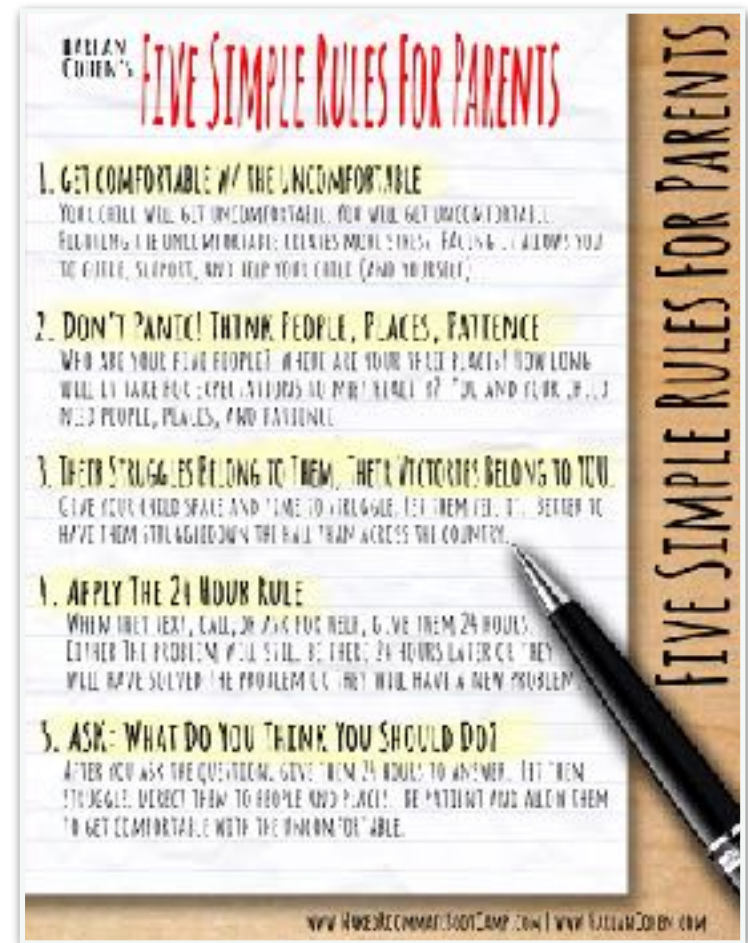 HARLAN
COHEN'S
FIVE SIMPLE RULES FOR PARENTS
1. GET COMFORTABLE W/ THE UNCOMFORTABLE
YOUR CHILD WILL GET UNCOMFORTABLE. YOU WILL GET UNCOMFORTABLE.
FIGHTING THE UNCOMFORTABLE CREATES MORE STRESS. FACING IT ALLOWS YOU
TO GUIDE, SUPPORT, AND HELP YOUR CHILD (AND YOURSELF)
2. DON'T PANIC! THINK PEOPLE, PLACES, PATIENCE
WHO ARE YOUR FIVE PEOPLE? WHERE ARE YOUR THREE PLACES? HOW LONG
WILL IT TAKE FOR EXPECTATIONS TO MEET REALITY? YOU AND YOUR CHILD
NEED PEOPLE, PLACES, AND PATIENCE
3. THEIR STRUGGLES BELONG TO THEM, THEIR VICTORIES BELONG TO YOU.
GIVE YOUR CHILD SPACE AND TIME TO STRUGGLE. LET THEM FEEL IT. BETTER TO
HAVE THEM STRUGGLE DOWN THE HALL THAN ACROSS THE COUNTRY.
4. APPLY THE 24 HOUR RULE
WHEN THEY TEXT, CALL, OR ASK FOR HELP, GIVE THEM 24 HOURS.
EITHER THE PROBLEM WILL STILL BE THERE 24 HOURS LATER OR THEY
WILL HAVE SOLVED THE PROBLEM OR THEY WILL HAVE A NEW PROBLEM
5. ASK: WHAT DO YOU THINK YOU SHOULD DO?
AFTER YOU ASK THE QUESTION, GIVE THEM 24 HOURS TO ANSWER. LET THEM
STRUGGLE. DIRECT THEM TO PEOPLE AND PLACES. BE PATIENT AND ALLOW THEM
TO GET COMFORTABLE WITH THE UNCOMFORTABLE.
WWW.NAKEDROOMMATEBOOTCAMP.COM | WWW.HARLANCOHEN.COM
FIVE SIMPLE RULES FOR PARENTS